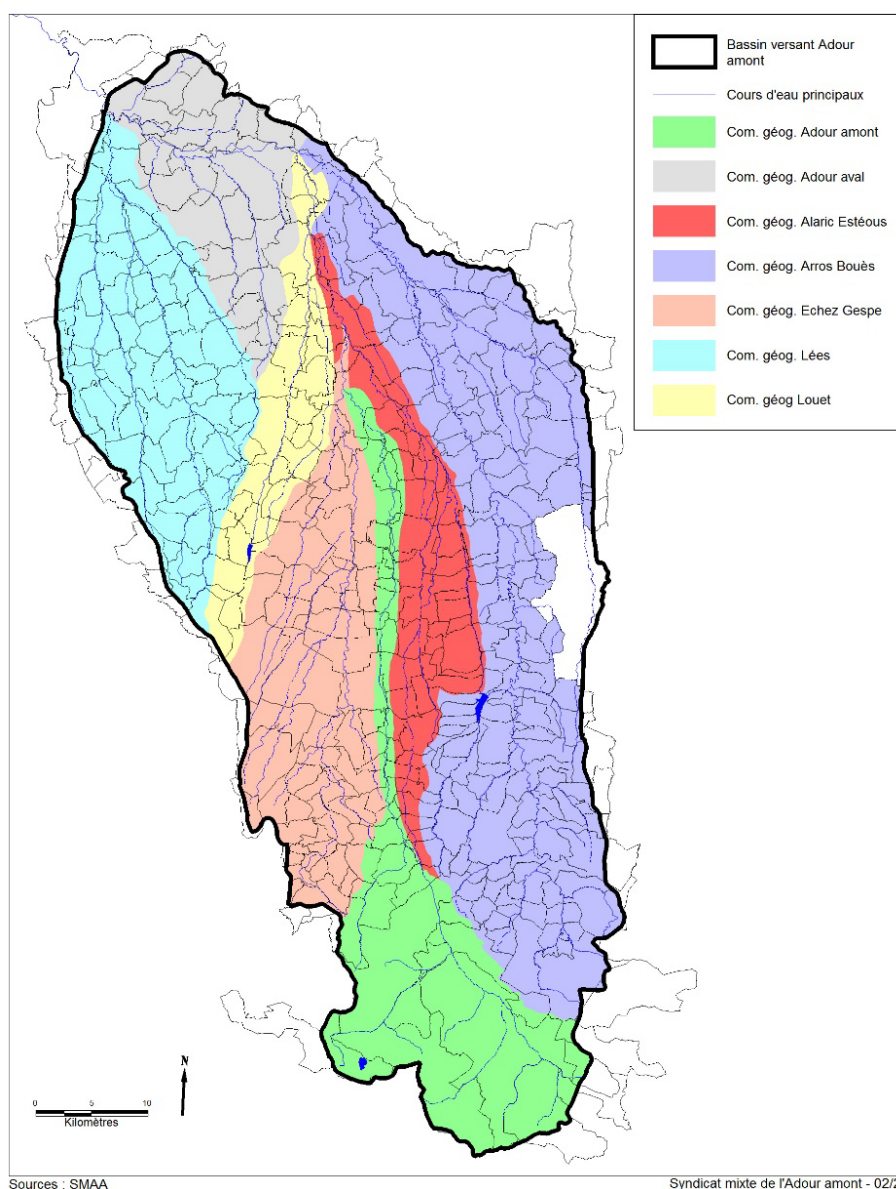 Bassin versant Adour
amont
Cours d'eau principaux
Com. géog. Adour amont
Com. géog. Adour aval
Com. géog. Alaric Estéous
Com. géog. Arros Bouès
Com. géog. Echez Gespe
Com. géog. Lées
Com. géog Louet
N
0 5 10
Kilomètres
Sources : SMAA
Syndicat mixte de l'Adour amont - 02/